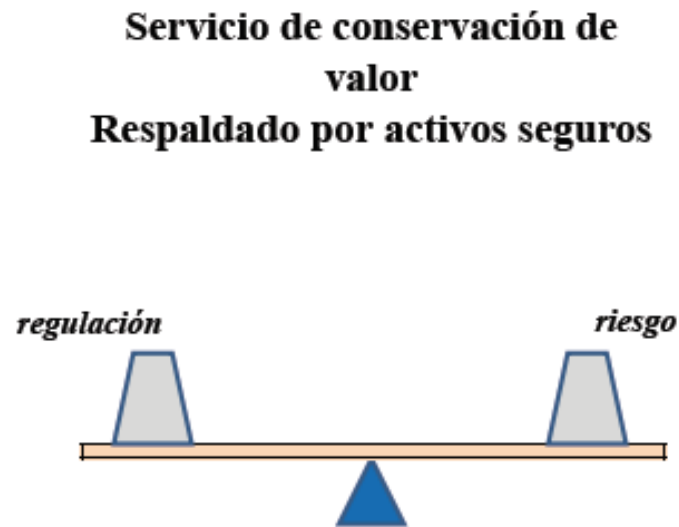 Servicio de conservación de
valor
Respaldado por activos seguros
regulación
riesgo